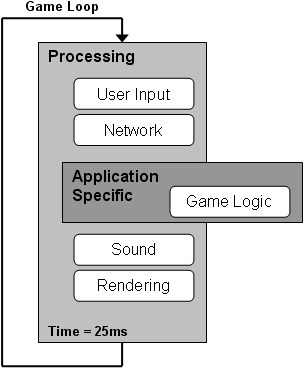 Game Loop
Processing
User Input
Network
Application
Specific
Game Logic
Sound
Rendering
Time = 25ms